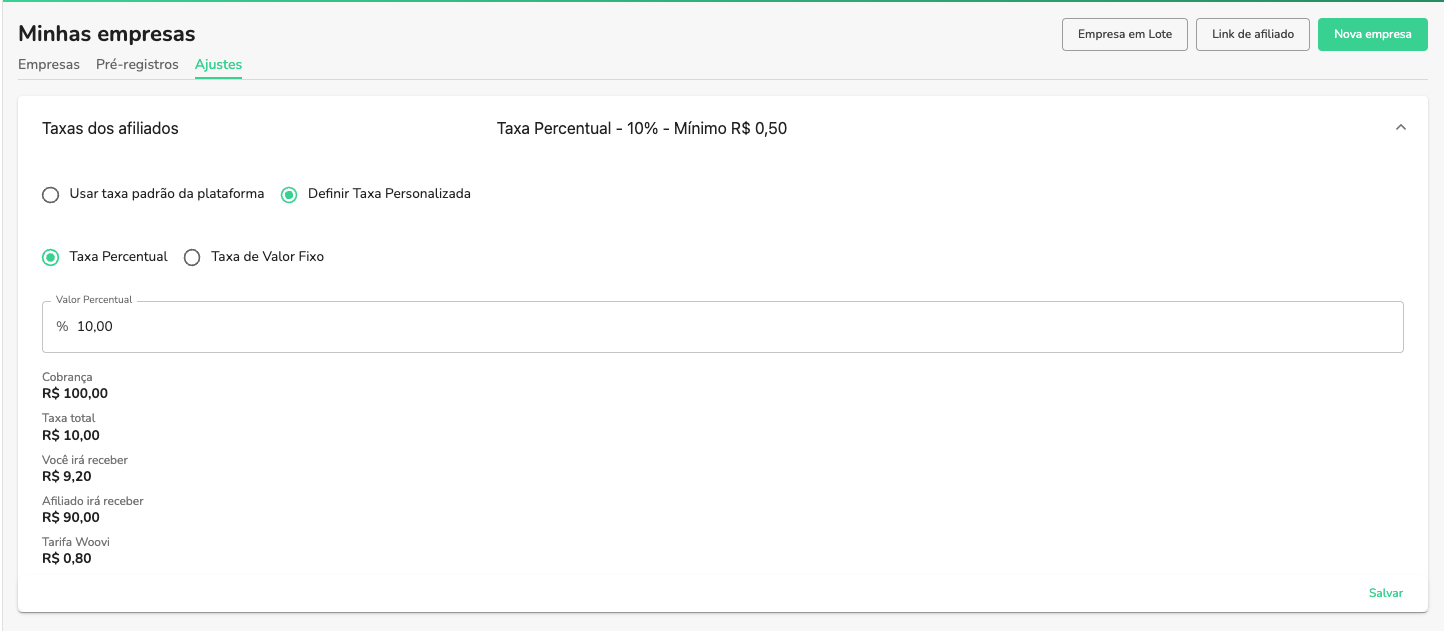 Minhas empresas
Empresa em Lote
Link de afiliado
Nova empresa
Empresas Pré-registros Ajustes
Taxas dos afiliados
Taxa Percentual - 10% - Mínimo R$ 0,50
Usar taxa padrão da plataforma Definir Taxa Personalizada
Taxa Percentual Taxa de Valor Fixo
Valor Percentual
% 10,00
Cobrança
R$ 100,00
Taxa total
R$ 10,00
Você irá receber
R$ 9,20
Afiliado irá receber
R$ 90,00
Tarifa Woovi
R$ 0,80
Salvar